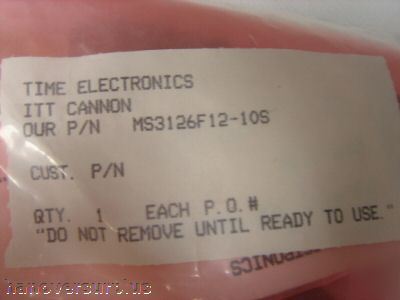 TIME ELECTRONICS
ITT CANNON
OUR P/N MS3126F12-10S
CUST. P/N
QTY. 1 EACH P.O.#
"DO NOT REMOVE UNTIL READY TO USE."
CTRONICS.
hanoversurplus